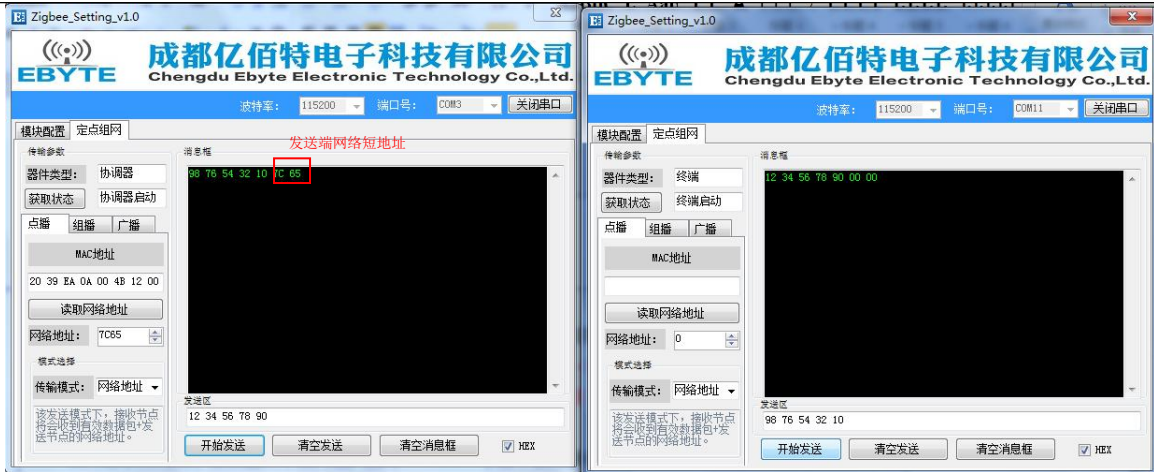 Zigbee_Setting_v1.0
EBYTE
成都亿佰特电子科技有限公司
Chengdu Ebyte Electronic Technology Co.,Ltd.
波特率: 115200 端口号: COM3 关闭串口
模块配置 定点组网
发送端网络短地址
传输参数
消息框
器件类型: 协调器
98 76 54 32 10 7C 65
获取状态 协调器启动
点播 组播 广播
MAC地址
20 39 EA 0A 00 4B 12 00
读取网络地址
网络地址: 7C65
模式选择
传输模式: 网络地址
该发送模式下，接收节点
将会收到有效数据包+发
送节点的网络地址。
发送区
12 34 56 78 90
开始发送 清空发送 清空消息框 HEX
Zigbee_Setting_v1.0
EBYTE
成都亿佰特电子科技有限公司
Chengdu Ebyte Electronic Technology Co.,Ltd.
波特率: 115200 端口号: COM11 关闭串口
模块配置 定点组网
传输参数
消息框
器件类型: 终端
12 34 56 78 90 00 00
获取状态 终端启动
点播 组播 广播
MAC地址
读取网络地址
网络地址: 0
模式选择
传输模式: 网络地址
该发送模式下，接收节点
将会收到有效数据包+发
送节点的网络地址。
发送区
98 76 54 32 10
开始发送 清空发送 清空消息框 HEX